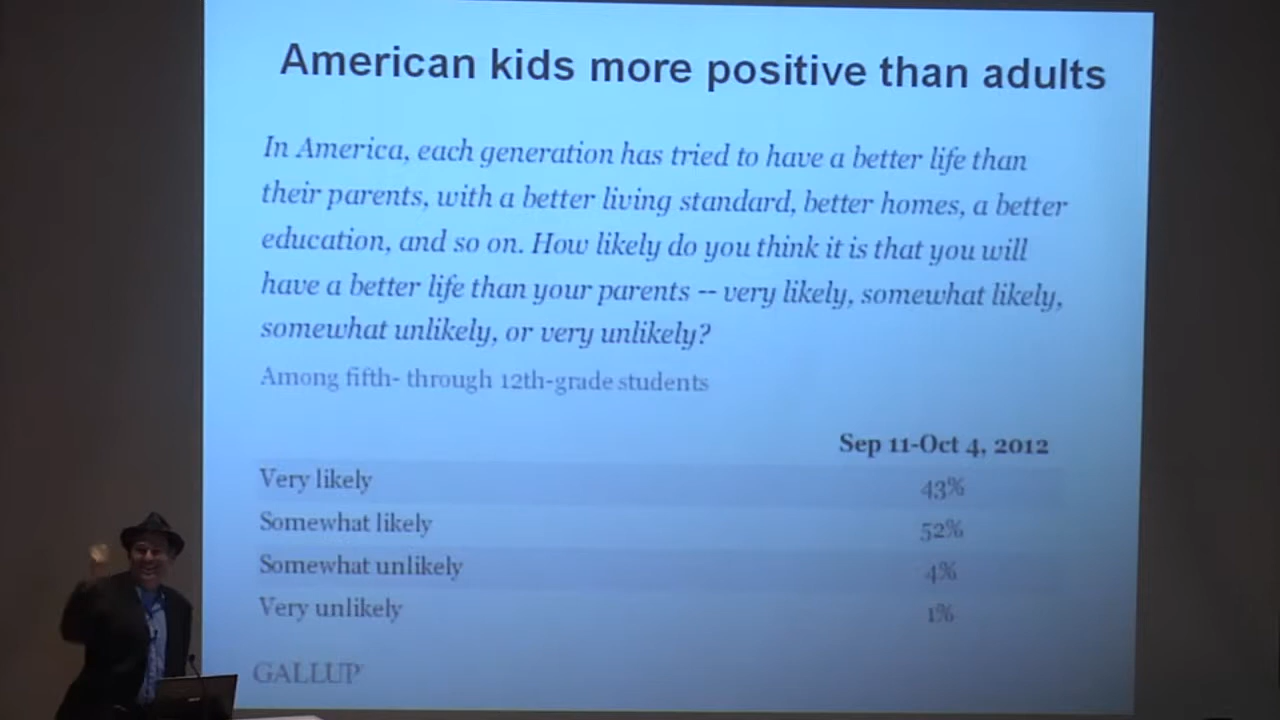 American kids more positive than adults
In America, each generation has tried to have a better life than
their parents, with a better living standard, better homes, a better
education, and so on. How likely do you think it is that you will
have a better life than your parents -- very likely, somewhat likely,
somewhat unlikely, or very unlikely?
Among fifth- through 12th-grade students
Sep 11-Oct 4, 2012
Very likely 43%
Somewhat likely 52%
Somewhat unlikely 4%
Very unlikely 1%
GALLUP